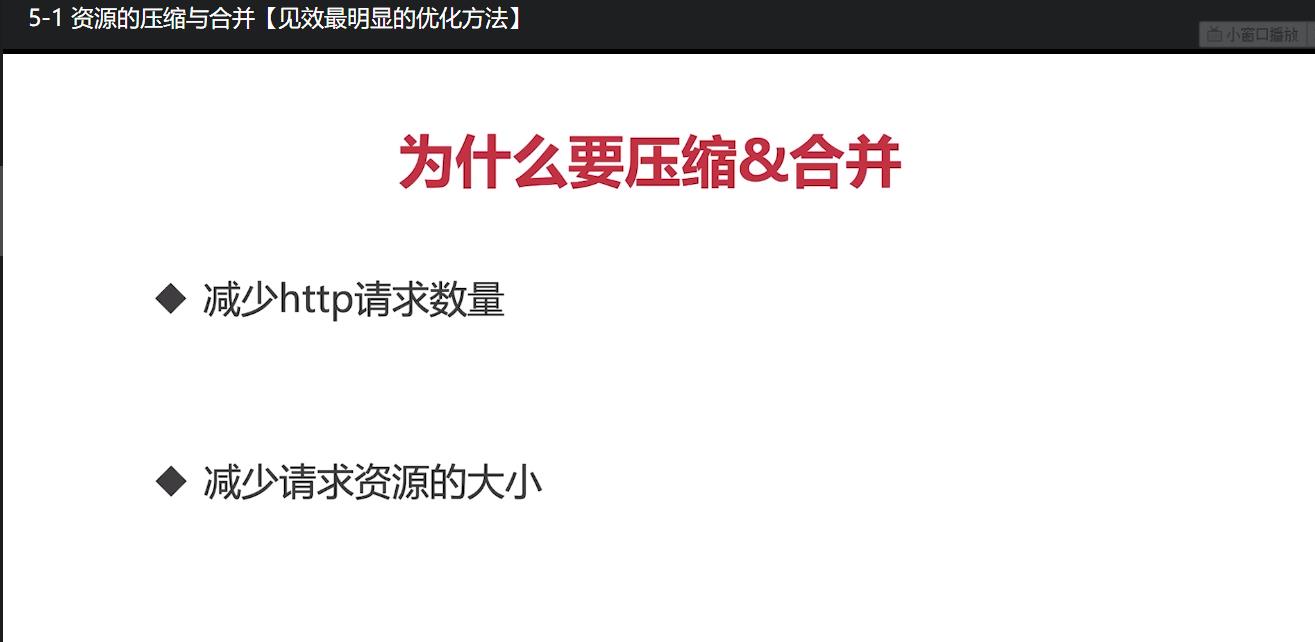 5-1 资源的压缩与合并【见效最明显的优化方法】
小窗口播放
为什么要压缩&合并
◆ 减少http请求数量
◆ 减少请求资源的大小